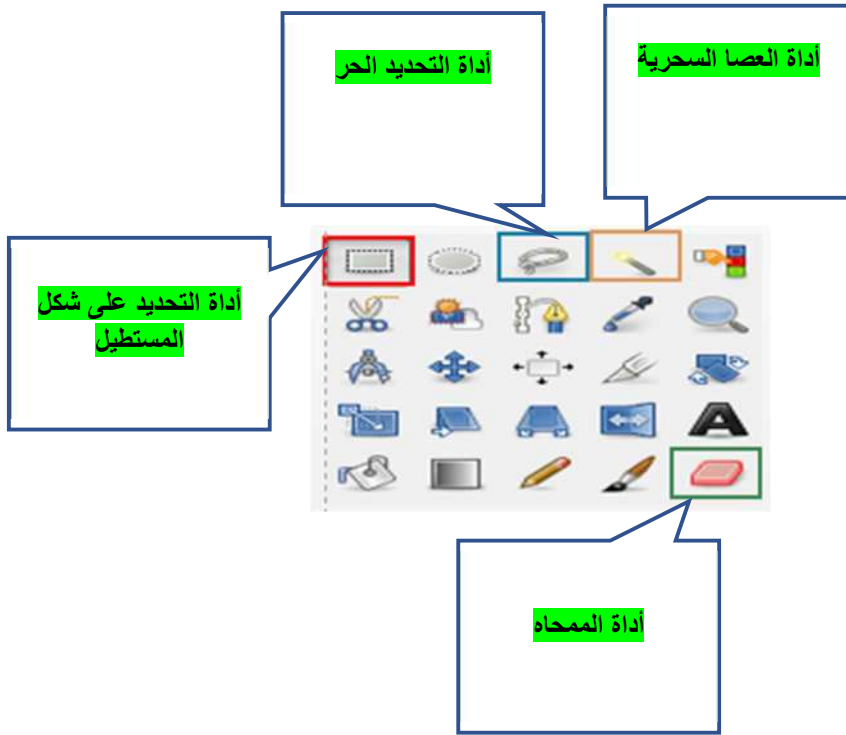 أداة العصا السحرية
أداة التحديد الحر
أداة التحديد على شكل
المستطيل
أداة الممحاه